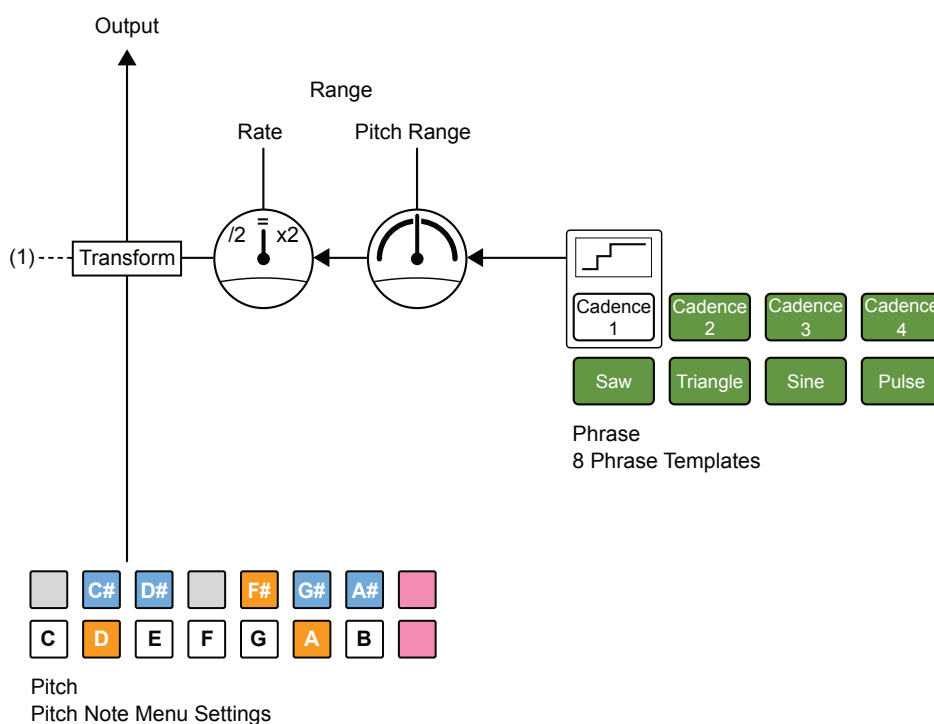 Output
Range
Rate Pitch Range
/2 = x2
(1) Transform
Cadence 1 Cadence 2 Cadence 3 Cadence 4
Saw Triangle Sine Pulse
Phrase
8 Phrase Templates
C# D# F# G# A#
C D E F G A B
Pitch
Pitch Note Menu Settings